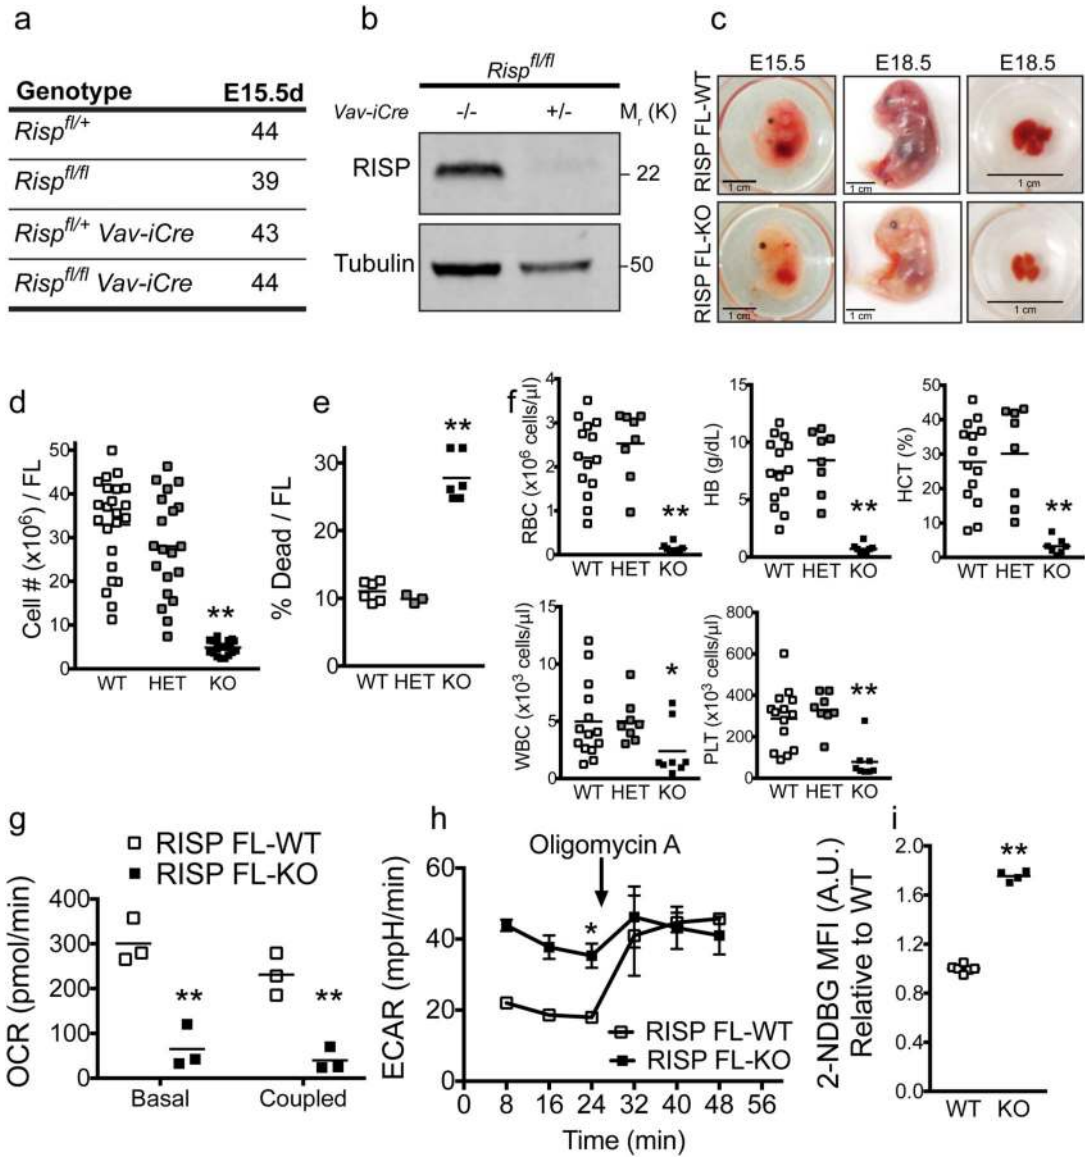 a
Genotype E15.5d
Risp^fl/+ 44
Risp^fl/fl 39
Risp^fl/+ Vav-iCre 43
Risp^fl/fl Vav-iCre 44
b
Risp^fl/fl
Vav-iCre -/- +/- M_r (K)
RISP 22
Tubulin 50
c
E15.5 E18.5 E18.5
RISP FL-WT
1 cm 1 cm 1 cm
RISP FL-KO
1 cm 1 cm 1 cm
d
Cell # (x10^6) / FL
50
40
30
20
10
0
**
WT HET KO
e
% Dead / FL
30
20
10
0
**
WT HET KO
f
RBC (x10^6 cells/µl)
4
3
2
1
0
**
WT HET KO
HB (g/dL)
15
10
5
0
**
WT HET KO
HCT (%)
50
40
30
20
10
0
**
WT HET KO
WBC (x10^3 cells/µl)
15
10
5
0
*
WT HET KO
PLT (x10^3 cells/µl)
800
600
400
200
0
**
WT HET KO
g
RISP FL-WT
RISP FL-KO
OCR (pmol/min)
400
300
200
100
0
** **
Basal Coupled
h
Oligomycin A
ECAR (mpH/min)
60
40
20
0
*
RISP FL-WT
RISP FL-KO
0 8 16 24 32 40 48 56
Time (min)
i
2-NDBG MFI (A.U.)
Relative to WT
2.0
1.6
1.2
0.8
0.4
0.0
**
WT KO